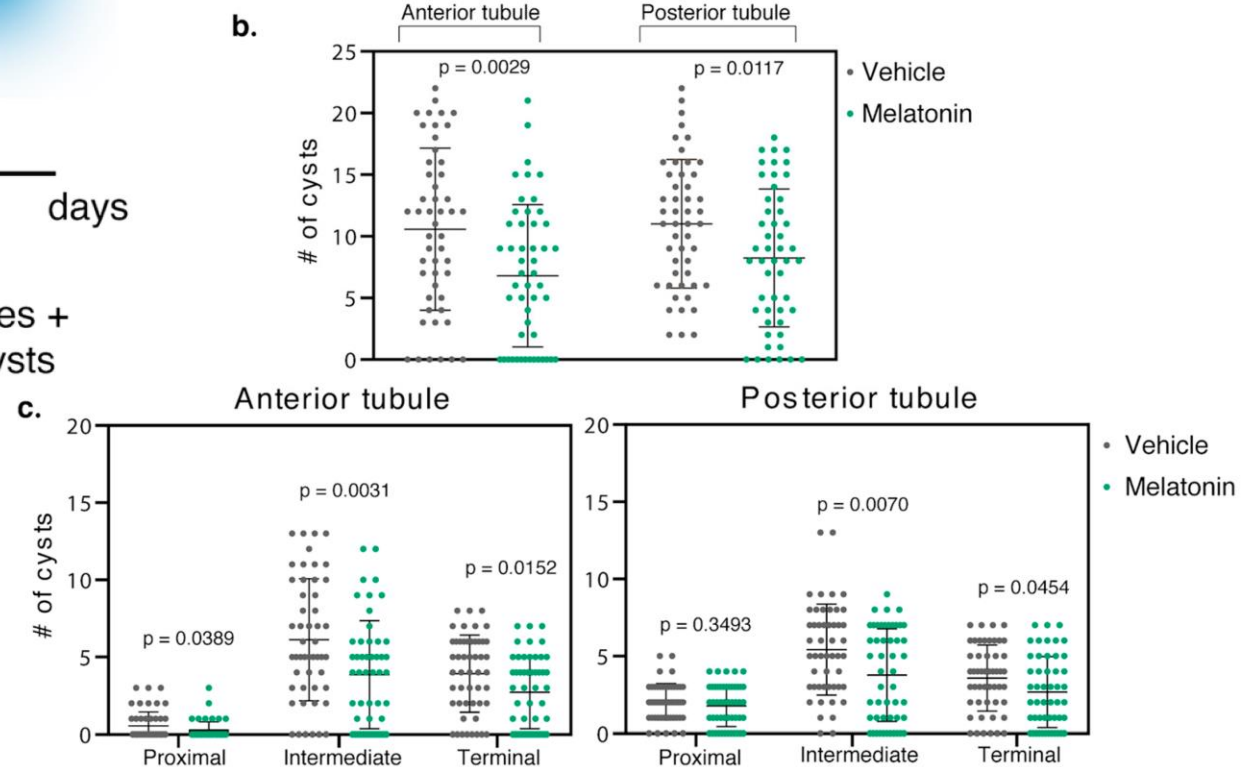 days
es +
ysts
b.
Anterior tubule
Posterior tubule
p = 0.0029
p = 0.0117
Vehicle
Melatonin
# of cysts
25
20
15
10
5
0
c.
Anterior tubule
# of cysts
20
15
10
5
0
p = 0.0389
p = 0.0031
p = 0.0152
Proximal
Intermediate
Terminal
Posterior tubule
20
15
10
5
0
p = 0.3493
p = 0.0070
p = 0.0454
Proximal
Intermediate
Terminal
Vehicle
Melatonin